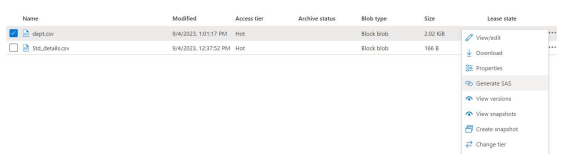 Name Modified Access tier Archive status Blob type Size Lease state
dept.csv 9/4/2023, 1:01:17 PM Hot Block blob 2.02 KiB ...
Std_details.csv 9/4/2023, 12:37:52 PM Hot Block blob 166 B ...
View/edit
Download
Properties
Generate SAS
View versions
View snapshots
Create snapshot
Change tier